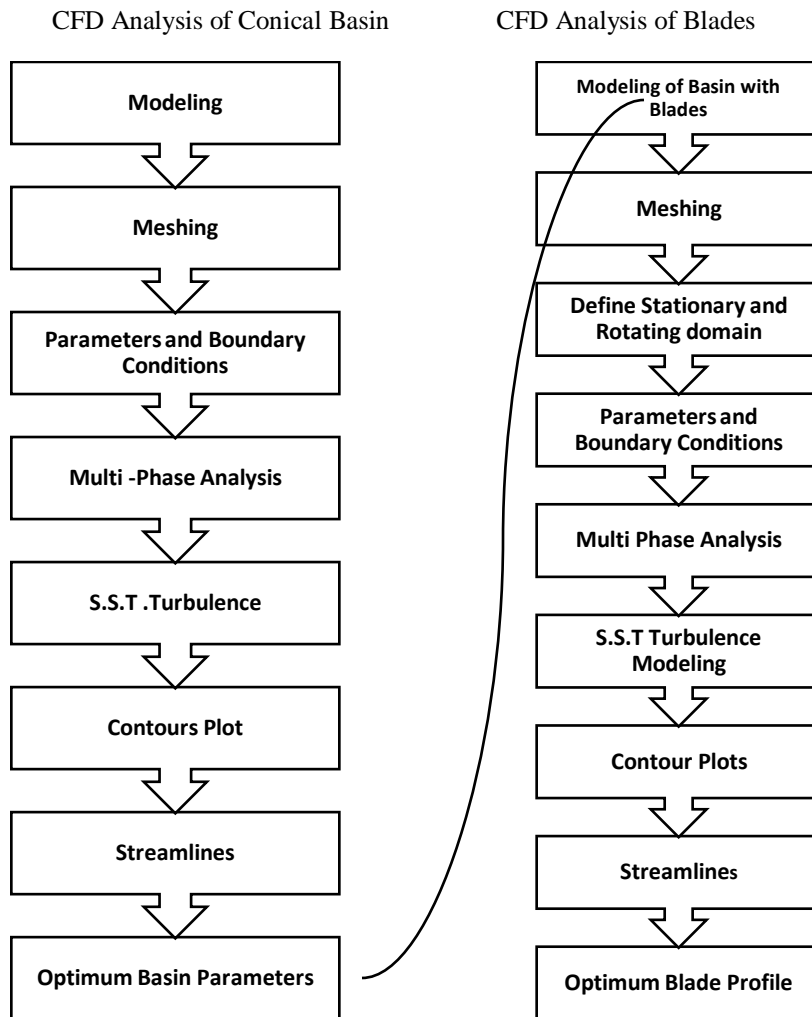 CFD Analysis of Conical Basin
Modeling
Meshing
Parameters and Boundary
Conditions
Multi -Phase Analysis
S.S.T .Turbulence
Contours Plot
Streamlines
Optimum Basin Parameters
CFD Analysis of Blades
Modeling of Basin with
Blades
Meshing
Define Stationary and
Rotating domain
Parameters and
Boundary Conditions
Multi Phase Analysis
S.S.T Turbulence
Modeling
Contour Plots
Streamlines
Optimum Blade Profile